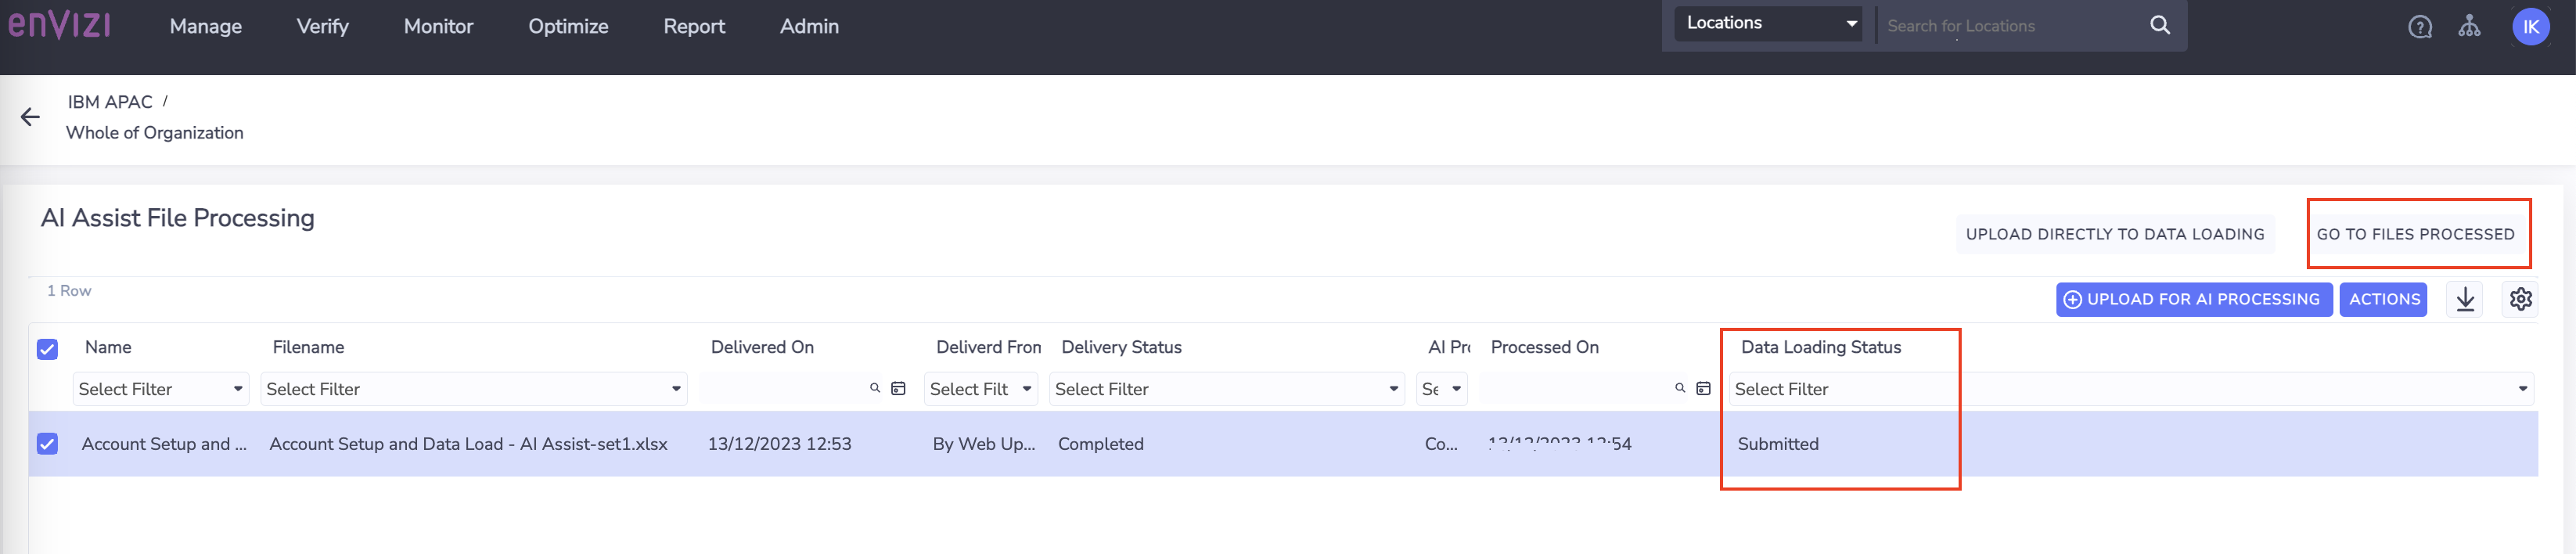 enVizi Manage Verify Monitor Optimize Report Admin Locations Search for Locations IK
IBM APAC /
Whole of Organization
AI Assist File Processing
UPLOAD DIRECTLY TO DATA LOADING GO TO FILES PROCESSED
1 Row
UPLOAD FOR AI PROCESSING ACTIONS
Name Filename Delivered On Deliverd Fron Delivery Status AI Pro Processed On Data Loading Status
Select Filter Select Filter Select Filt Select Filter Se Select Filter
Account Setup and ... Account Setup and Data Load - AI Assist-set1.xlsx 13/12/2023 12:53 By Web Up... Completed Co... 13/12/2023 12:54 Submitted